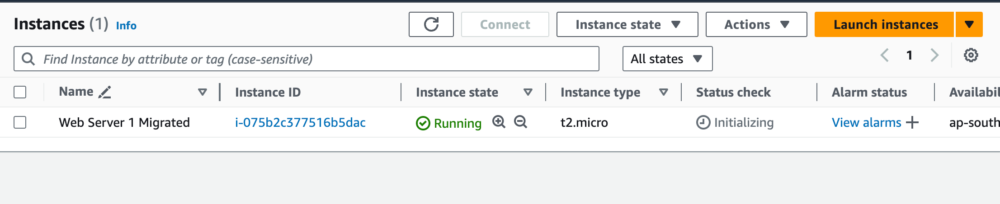 Instances (1) Info
Connect
Instance state
Actions
Launch instances
Find Instance by attribute or tag (case-sensitive)
All states
1
Name
Instance ID
Instance state
Instance type
Status check
Alarm status
Availabil
Web Server 1 Migrated
i-075b2c377516b5dac
Running
t2.micro
Initializing
View alarms
ap-south